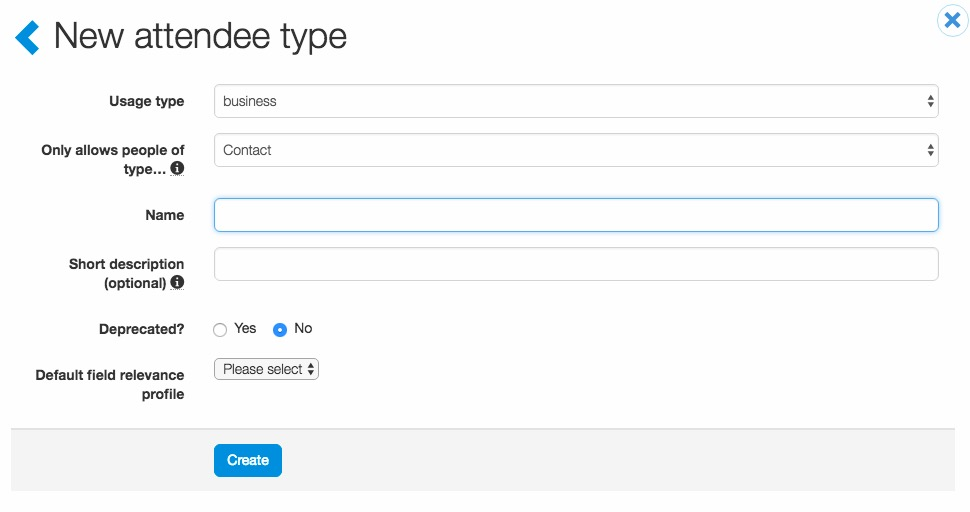 New attendee type
Usage type
business
Only allows people of
type...
Contact
Name
Short description
(optional)
Deprecated?
Yes
No
Default field relevance
profile
Please select
Create